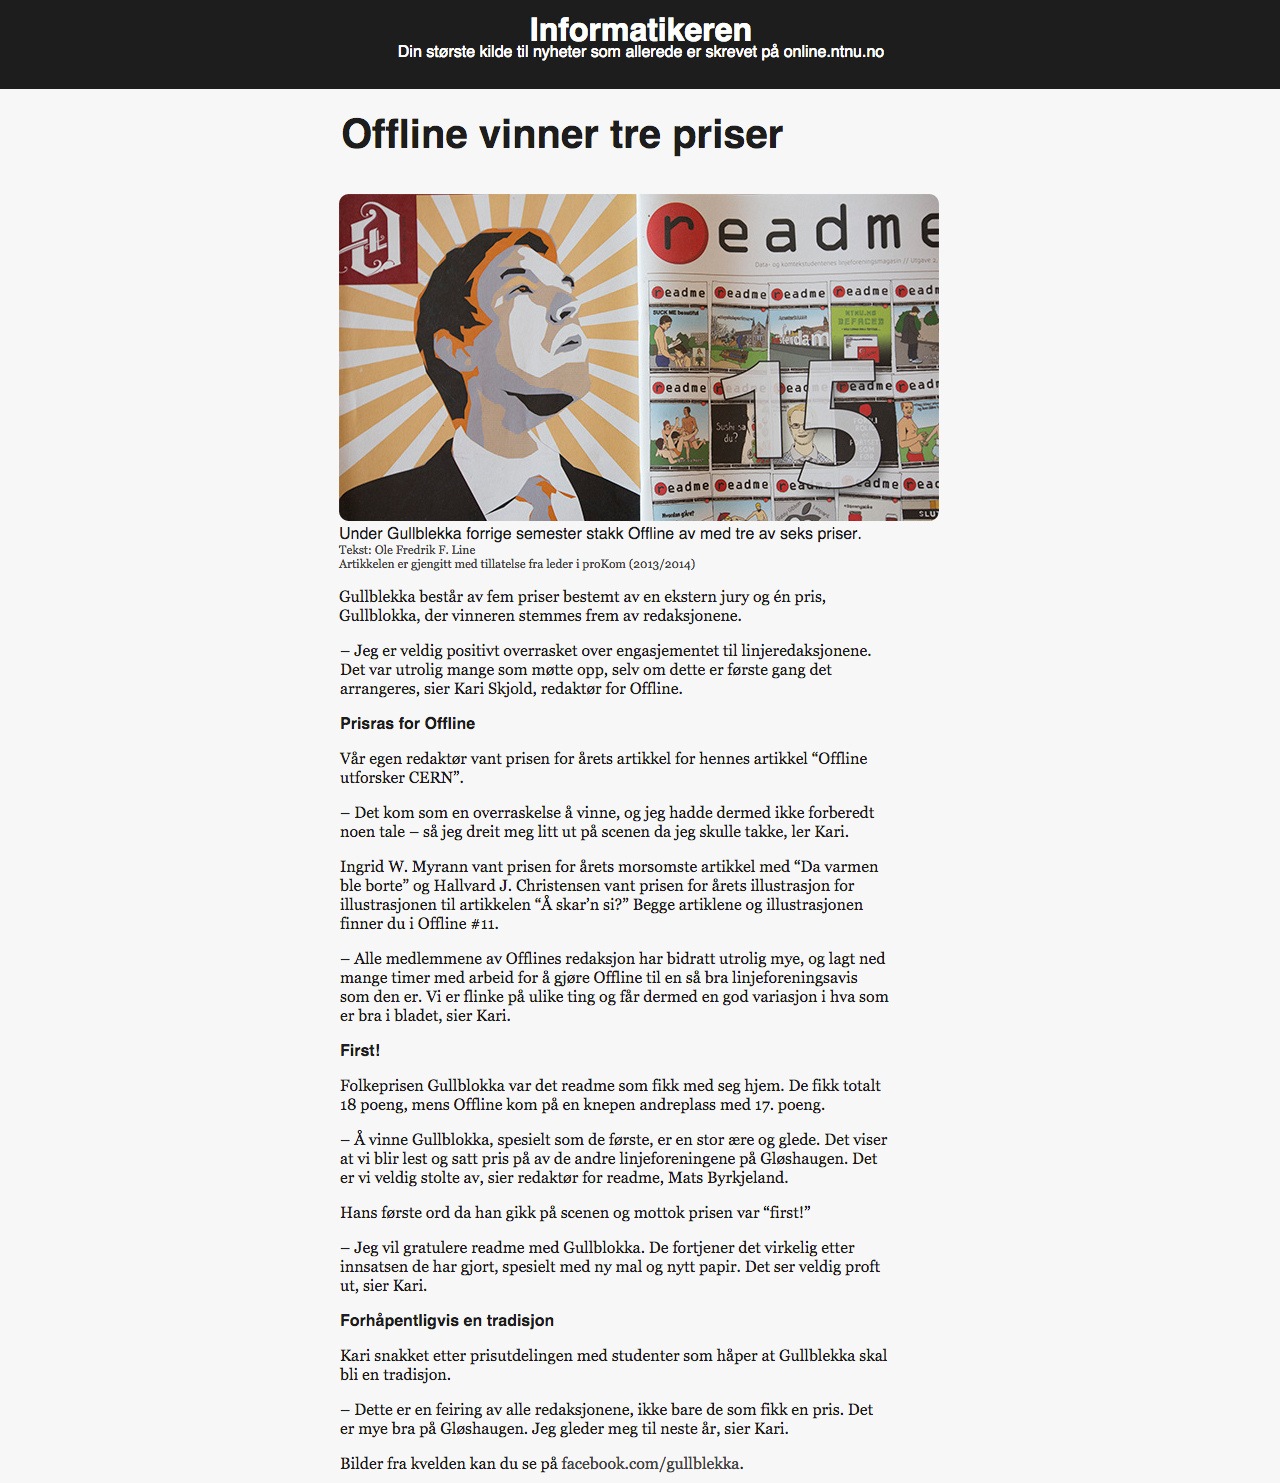 Informatikeren
Din største kilde til nyheter som allerede er skrevet på online.ntnu.no
Offline vinner tre priser
readme
Data- og komtekstudentenes linjeforeningsmagasin // Utgave 2,
readme readme readme readme readm
SUCK ME beautiful
NTNU.NO
DEFACED
readme readme readme readme readm
15
Sushi sa
du?
readme readme readme readme reac
Hvordan går'e?
SLU
Under Gullblekka forrige semester stakk Offline av med tre av seks priser.
Tekst: Ole Fredrik F. Line
Artikkelen er gjengitt med tillatelse fra leder i proKom (2013/2014)
Gullblekka består av fem priser bestemt av en ekstern jury og én pris,
Gullblokka, der vinneren stemmes frem av redaksjonene.
– Jeg er veldig positivt overrasket over engasjementet til linjeredaksjonene.
Det var utrolig mange som møtte opp, selv om dette er første gang det
arrangeres, sier Kari Skjold, redaktør for Offline.
Prisras for Offline
Vår egen redaktør vant prisen for årets artikkel for hennes artikkel “Offline
utforsker CERN”.
– Det kom som en overraskelse å vinne, og jeg hadde dermed ikke forberedt
noen tale – så jeg dreit meg litt ut på scenen da jeg skulle takke, ler Kari.
Ingrid W. Myrann vant prisen for årets morsomste artikkel med “Da varmen
ble borte” og Hallvard J. Christensen vant prisen for årets illustrasjon for
illustrasjonen til artikkelen “Å skar’n si?” Begge artiklene og illustrasjonen
finner du i Offline #11.
– Alle medlemmene av Offlines redaksjon har bidratt utrolig mye, og lagt ned
mange timer med arbeid for å gjøre Offline til en så bra linjeforeningsavis
som den er. Vi er flinke på ulike ting og får dermed en god variasjon i hva som
er bra i bladet, sier Kari.
First!
Folkeprisen Gullblokka var det readme som fikk med seg hjem. De fikk totalt
18 poeng, mens Offline kom på en knepen andreplass med 17. poeng.
– Å vinne Gullblokka, spesielt som de første, er en stor ære og glede. Det viser
at vi blir lest og satt pris på av de andre linjeforeningene på Gløshaugen. Det
er vi veldig stolte av, sier redaktør for readme, Mats Byrkjeland.
Hans første ord da han gikk på scenen og mottok prisen var “first!”
– Jeg vil gratulere readme med Gullblokka. De fortjener det virkelig etter
innsatsen de har gjort, spesielt med ny mal og nytt papir. Det ser veldig proft
ut, sier Kari.
Forhåpentligvis en tradisjon
Kari snakket etter prisutdelingen med studenter som håper at Gullblekka skal
bli en tradisjon.
– Dette er en feiring av alle redaksjonene, ikke bare de som fikk en pris. Det
er mye bra på Gløshaugen. Jeg gleder meg til neste år, sier Kari.
Bilder fra kvelden kan du se på facebook.com/gullblekka.